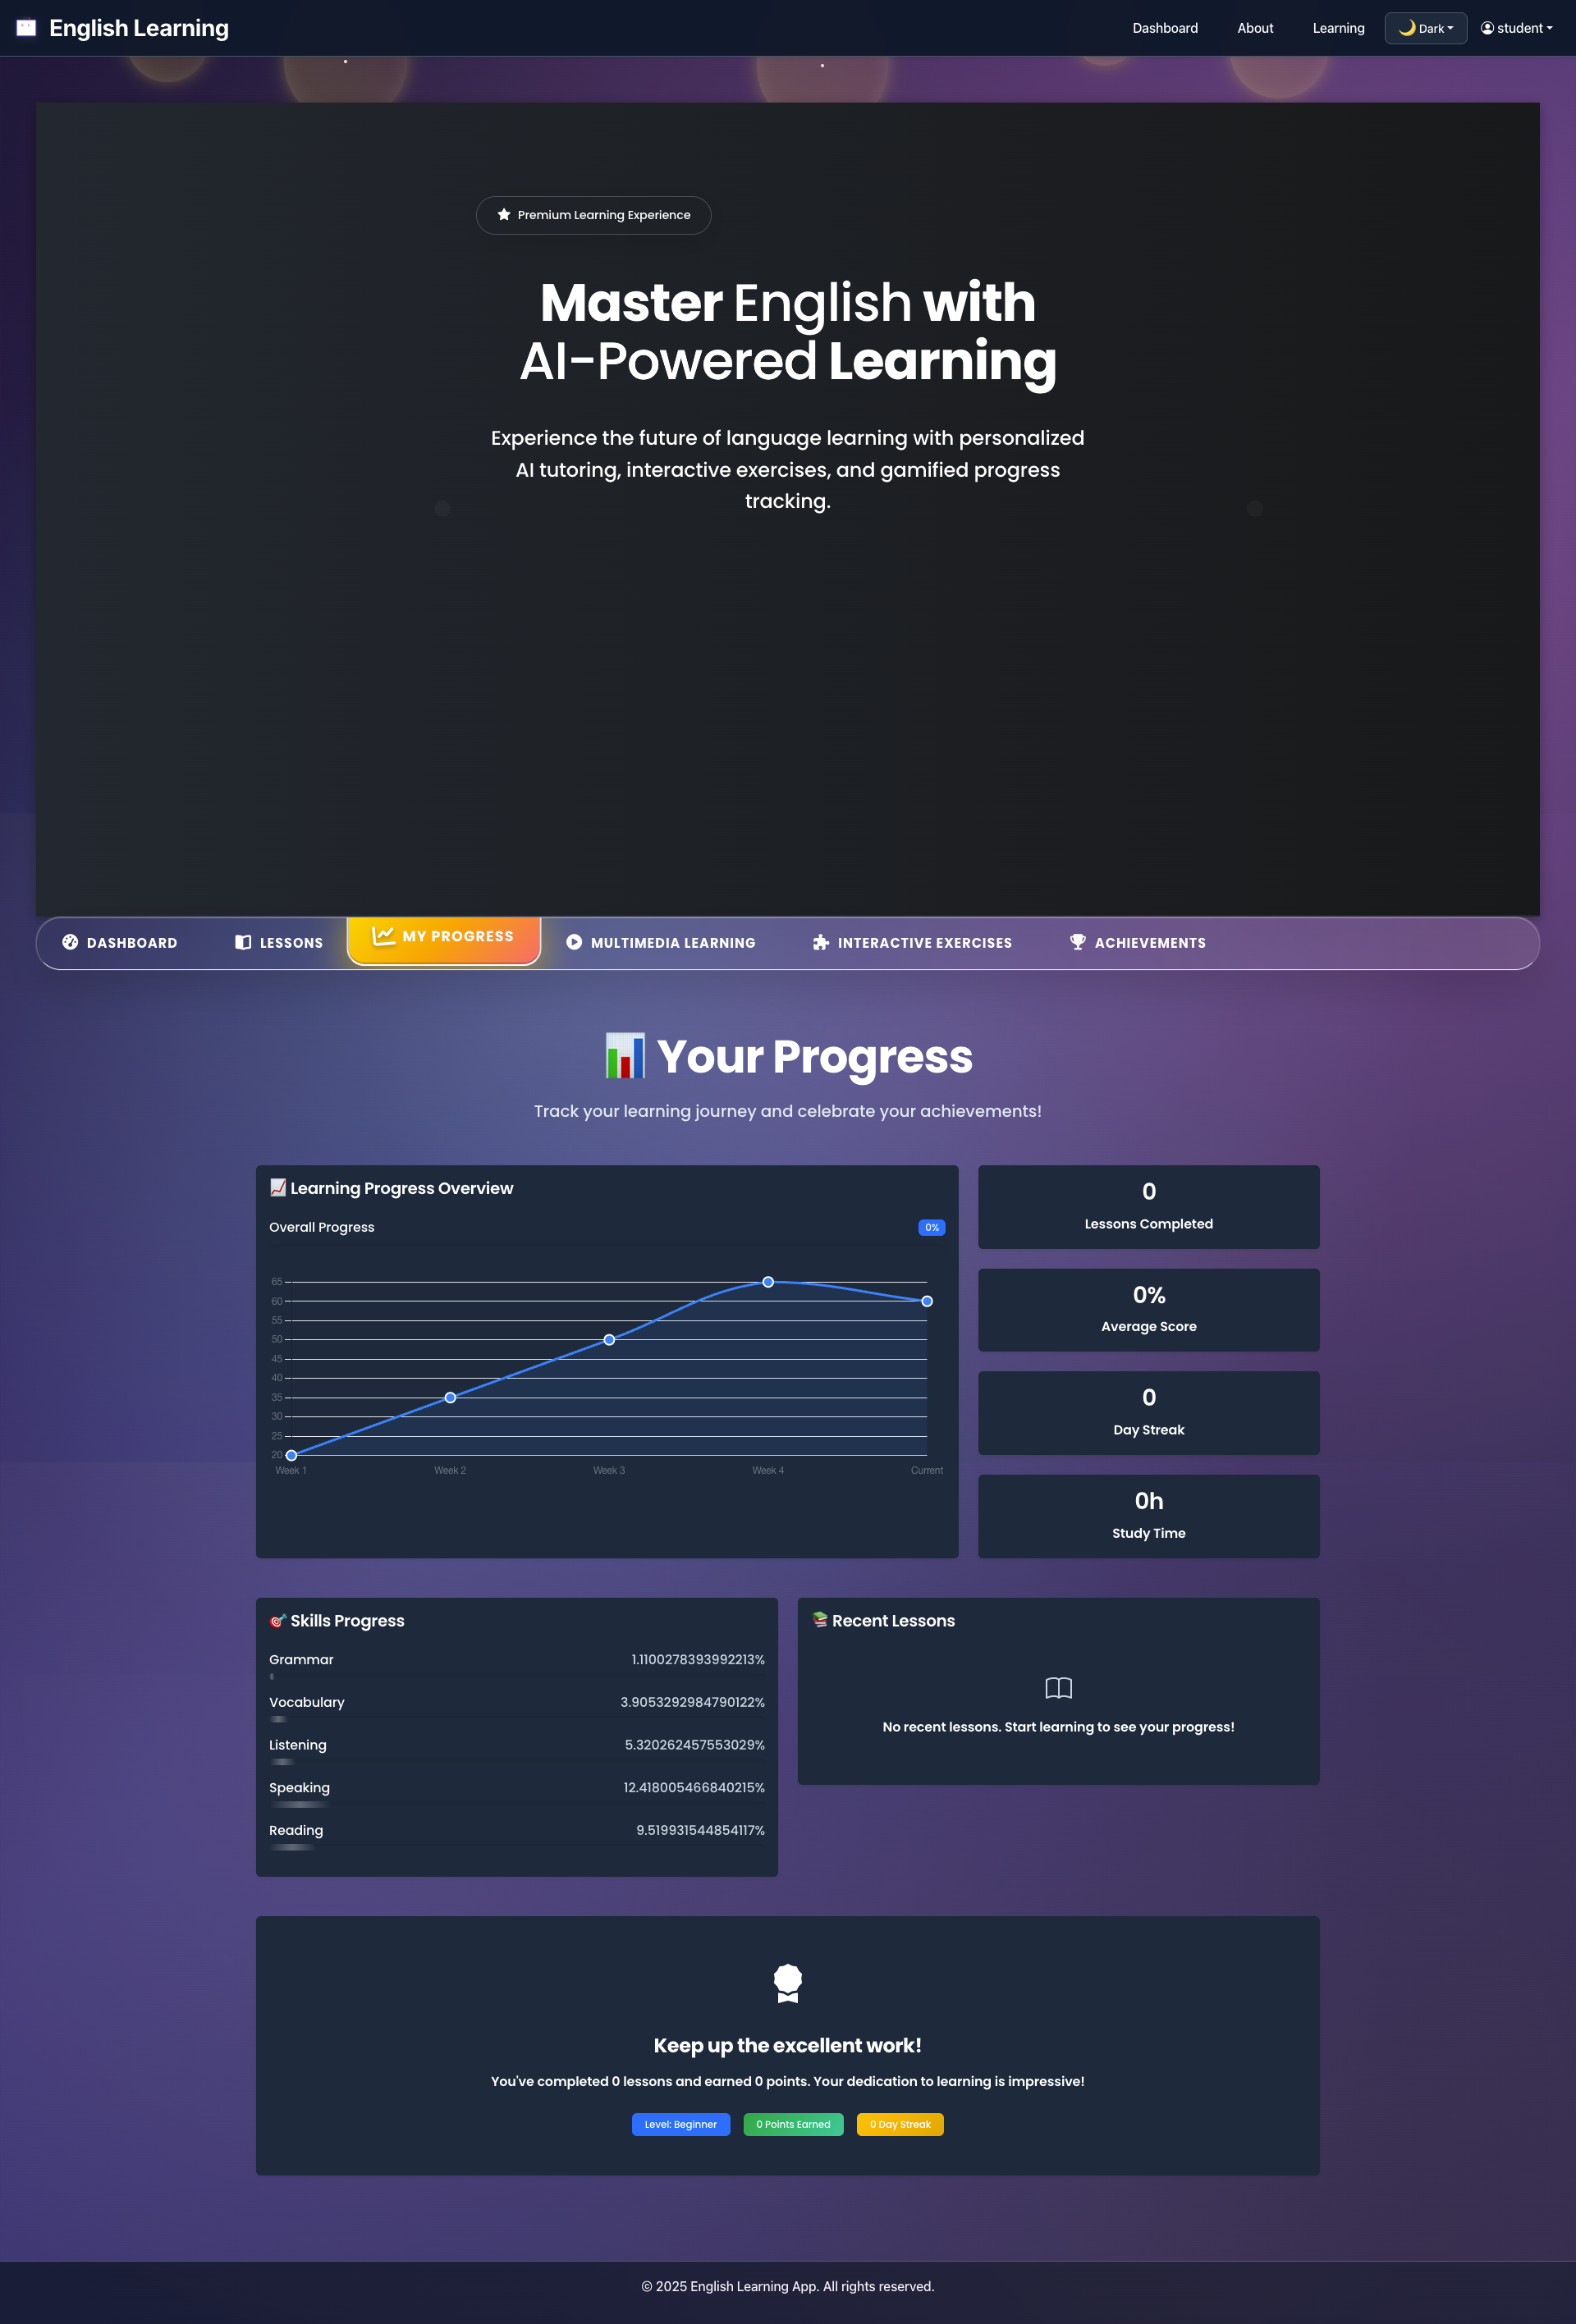 English Learning
Dashboard
About
Learning
🌙 Dark
student
Premium Learning Experience
Master English with
AI-Powered Learning
Experience the future of language learning with personalized
AI tutoring, interactive exercises, and gamified progress
tracking.
DASHBOARD
LESSONS
MY PROGRESS
MULTIMEDIA LEARNING
INTERACTIVE EXERCISES
ACHIEVEMENTS
📊 Your Progress
Track your learning journey and celebrate your achievements!
📈 Learning Progress Overview
Overall Progress
0%
65
60
55
50
45
40
35
30
25
20
Week 1
Week 2
Week 3
Week 4
Current
0
Lessons Completed
0%
Average Score
0
Day Streak
0h
Study Time
🎯 Skills Progress
Grammar
1.1100278393992213%
Vocabulary
3.9053292984790122%
Listening
5.320262457553029%
Speaking
12.418005466840215%
Reading
9.519931544854117%
📚 Recent Lessons
No recent lessons. Start learning to see your progress!
Keep up the excellent work!
You've completed 0 lessons and earned 0 points. Your dedication to learning is impressive!
Level: Beginner
0 Points Earned
0 Day Streak
© 2025 English Learning App. All rights reserved.